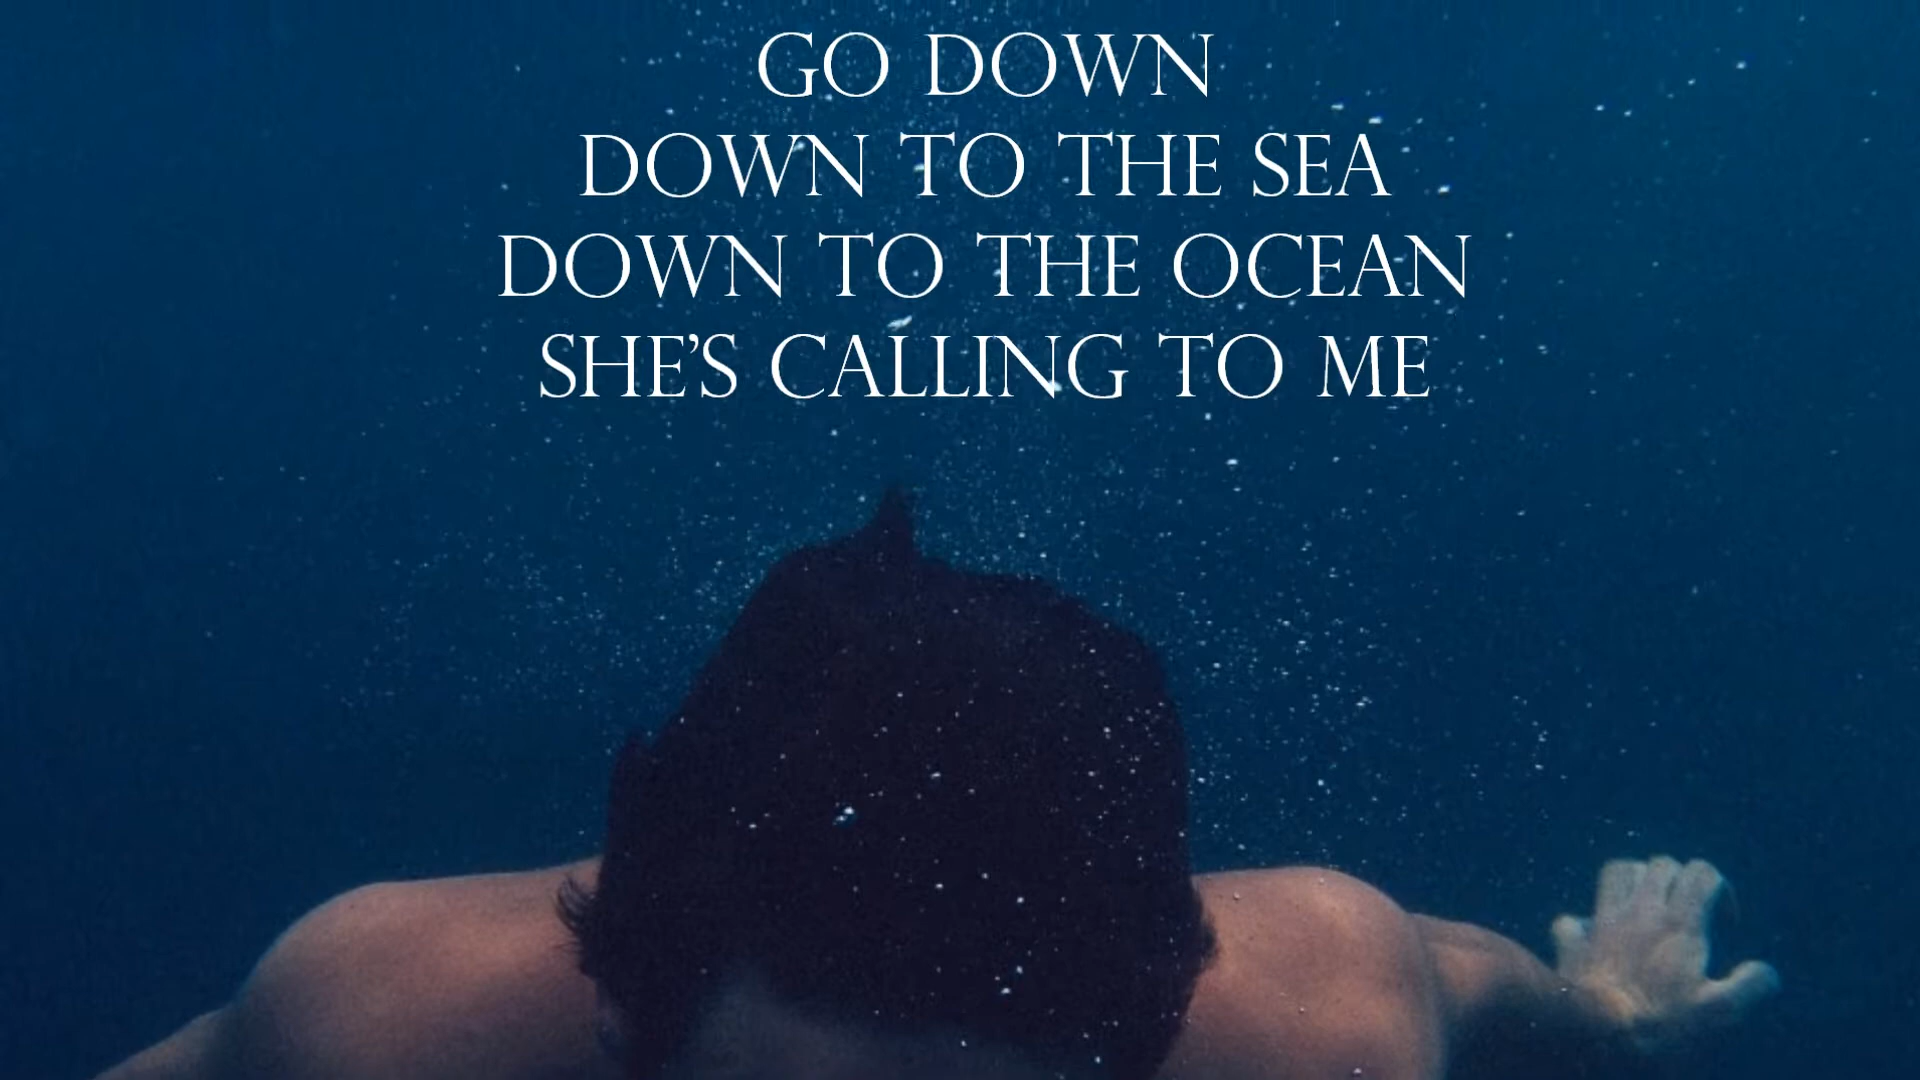 GO DOWN
DOWN TO THE SEA
DOWN TO THE OCEAN
SHE'S CALLING TO ME